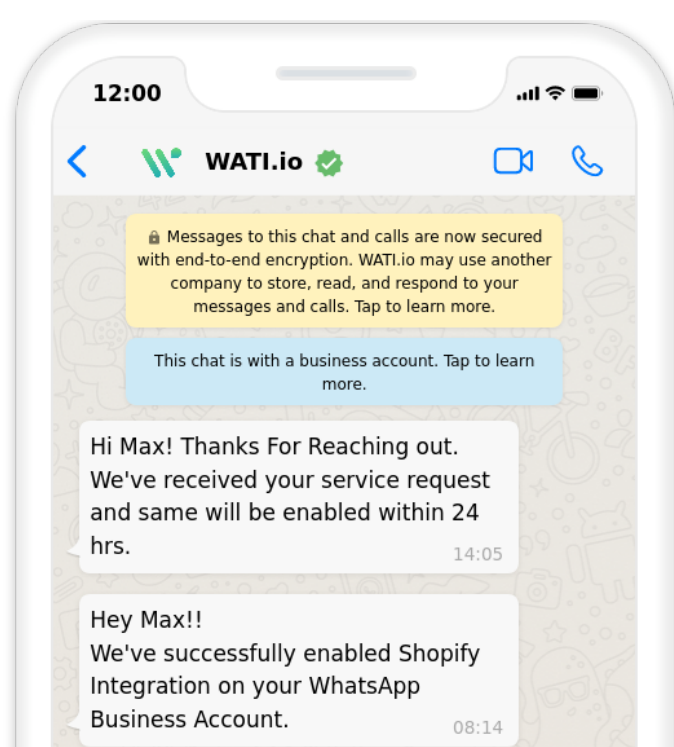 12:00
WATI.io
Messages to this chat and calls are now secured
with end-to-end encryption. WATI.io may use another
company to store, read, and respond to your
messages and calls. Tap to learn more.
This chat is with a business account. Tap to learn
more.
Hi Max! Thanks For Reaching out.
We've received your service request
and same will be enabled within 24
hrs.
14:05
Hey Max!!
We've successfully enabled Shopify
Integration on your WhatsApp
Business Account.
08:14